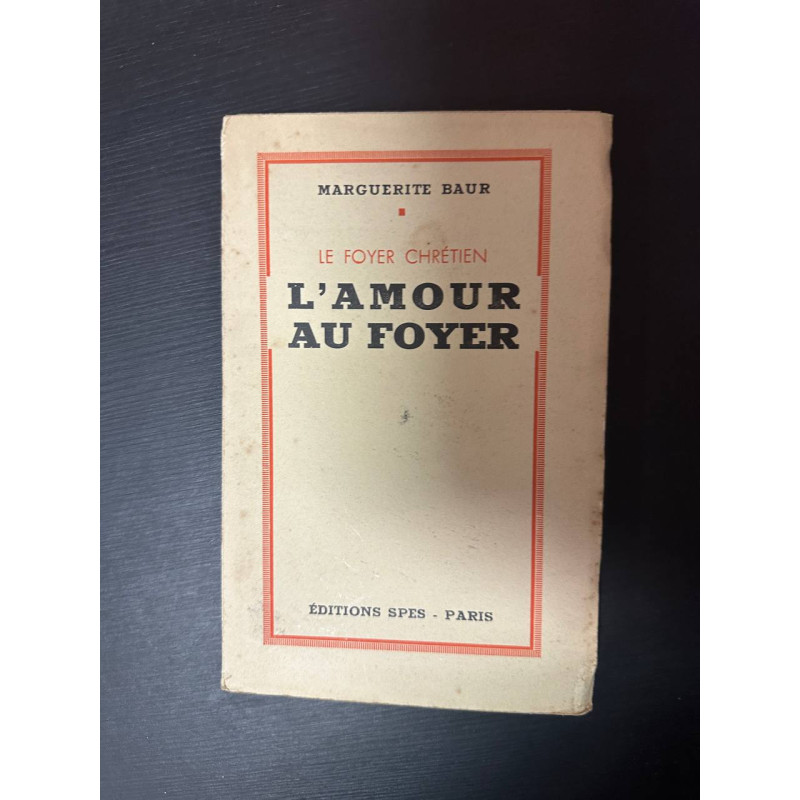 MARGUERITE BAUR
LE FOYER CHRÉTIEN
L'AMOUR
AU FOYER
ÉDITIONS SPES - PARIS